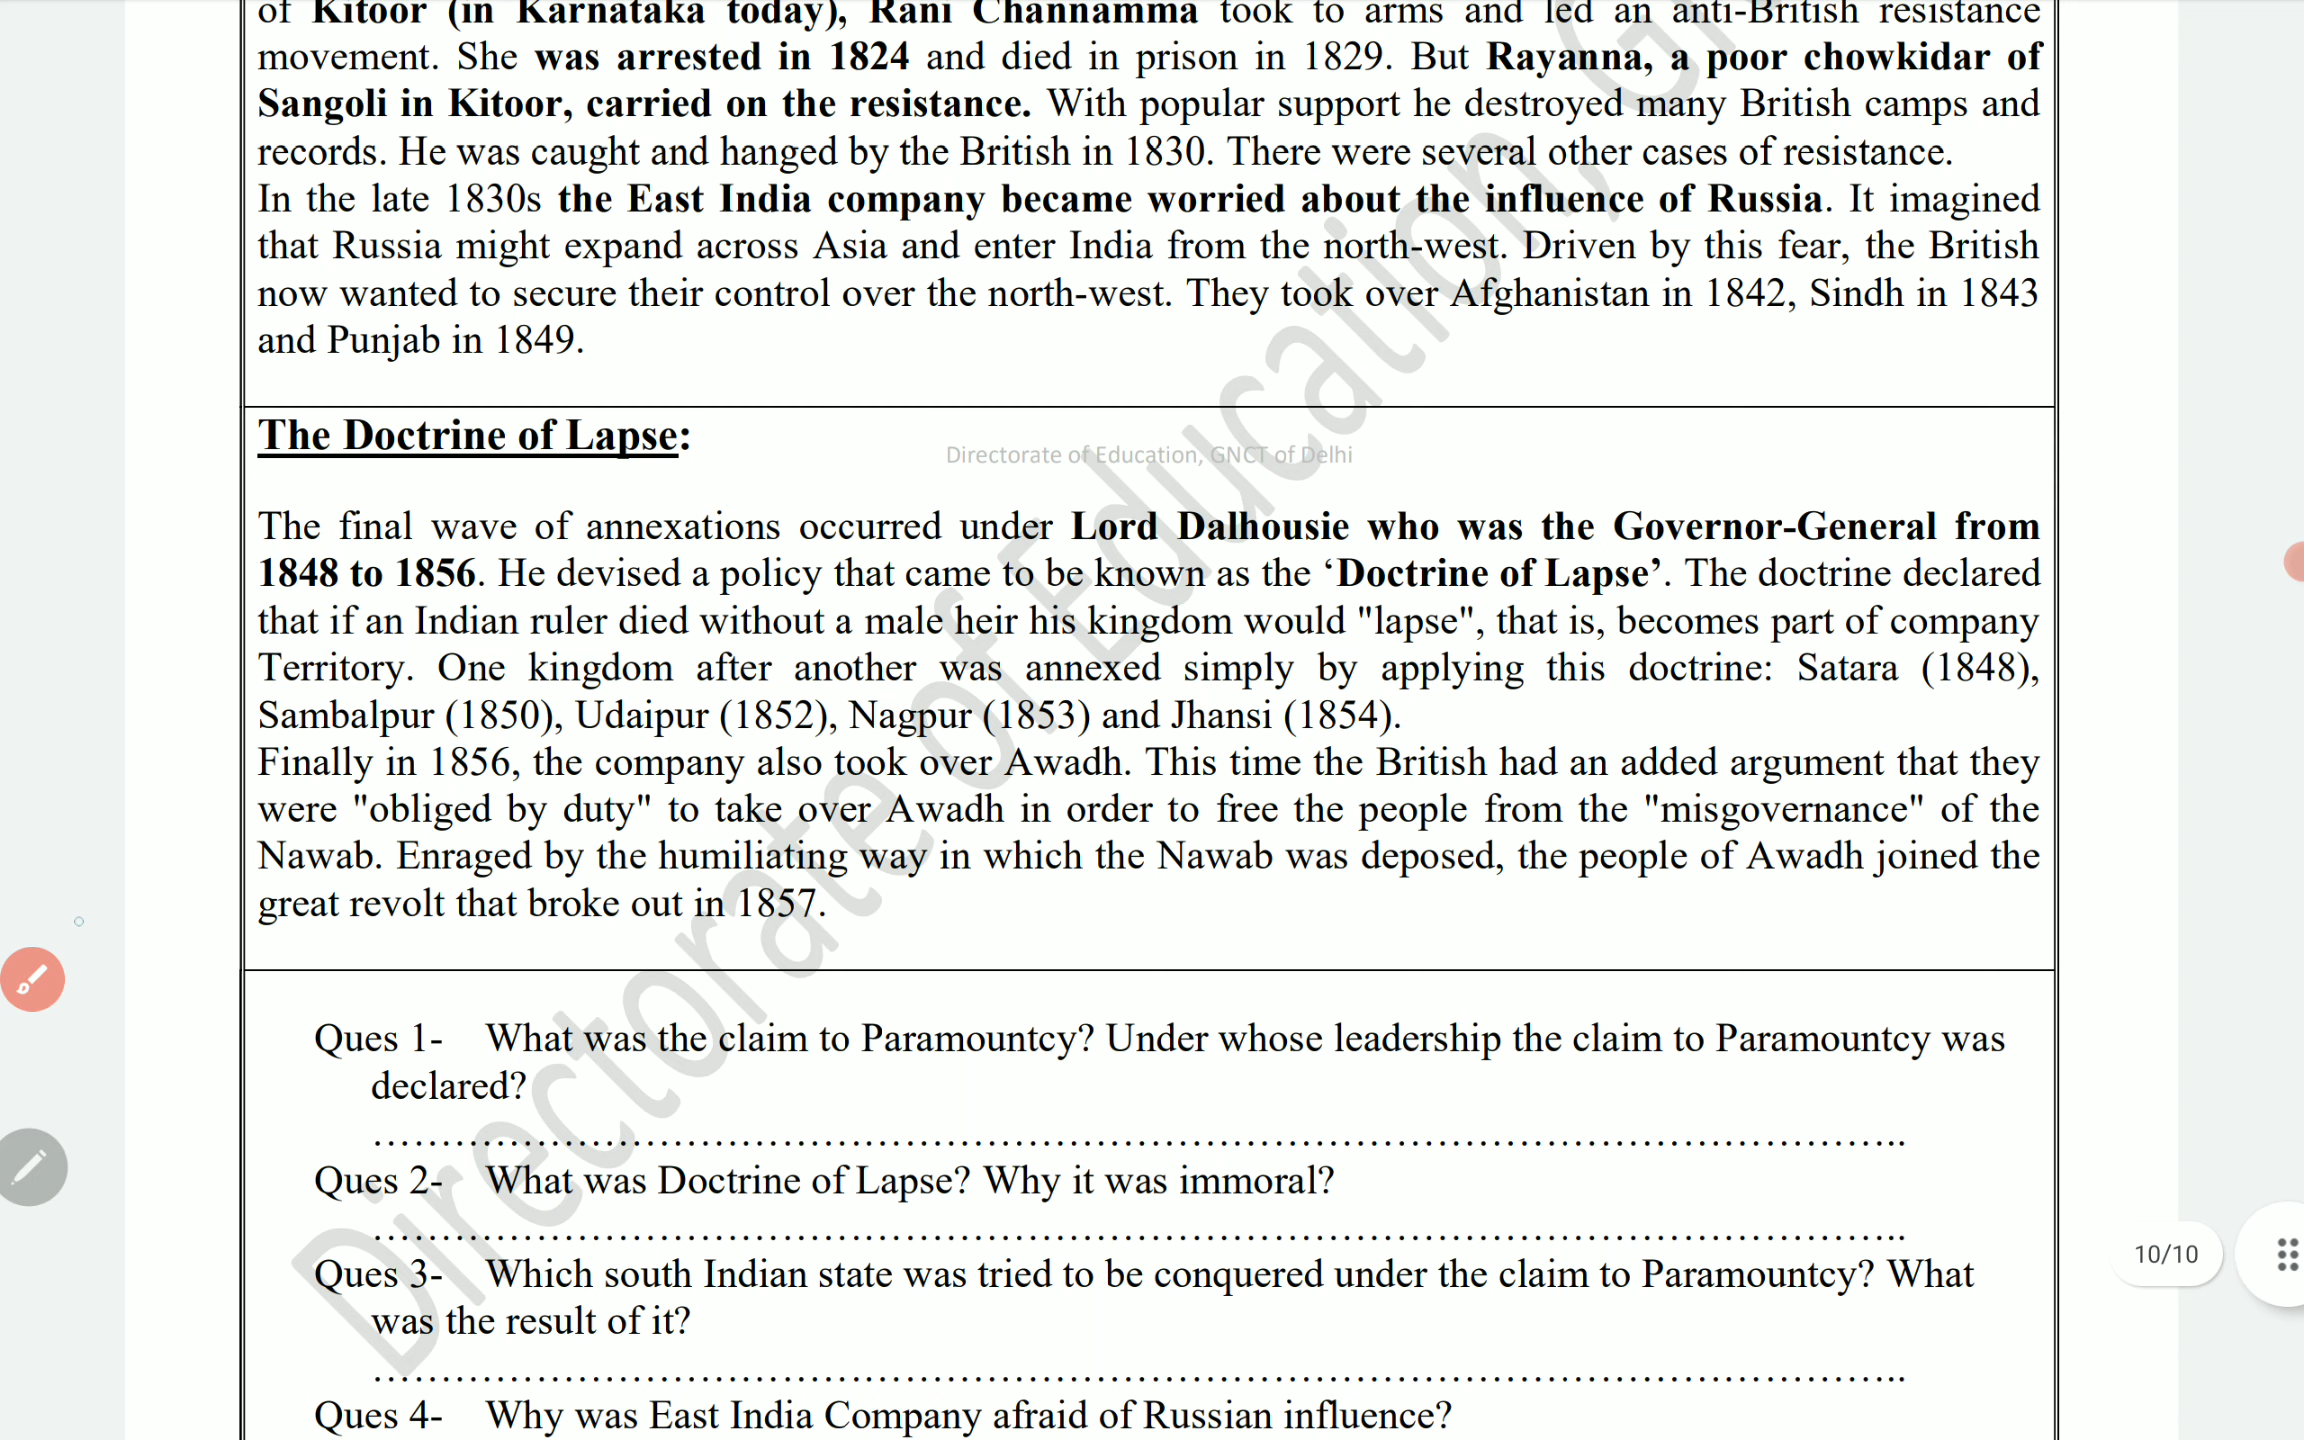 of Kitoor (in Karnataka today), Rani Channamma took to arms and led an anti-British resistance
movement. She was arrested in 1824 and died in prison in 1829. But Rayanna, a poor chowkidar of
Sangoli in Kitoor, carried on the resistance. With popular support he destroyed many British camps and
records. He was caught and hanged by the British in 1830. There were several other cases of resistance.
In the late 1830s the East India company became worried about the influence of Russia. It imagined
that Russia might expand across Asia and enter India from the north-west. Driven by this fear, the British
now wanted to secure their control over the north-west. They took over Afghanistan in 1842, Sindh in 1843
and Punjab in 1849.
The Doctrine of Lapse:
Directorate of Education, GNCT of Delhi
The final wave of annexations occurred under Lord Dalhousie who was the Governor-General from
1848 to 1856. He devised a policy that came to be known as the ‘Doctrine of Lapse’. The doctrine declared
that if an Indian ruler died without a male heir his kingdom would "lapse", that is, becomes part of company
Territory. One kingdom after another was annexed simply by applying this doctrine: Satara (1848),
Sambalpur (1850), Udaipur (1852), Nagpur (1853) and Jhansi (1854).
Finally in 1856, the company also took over Awadh. This time the British had an added argument that they
were "obliged by duty" to take over Awadh in order to free the people from the "misgovernance" of the
Nawab. Enraged by the humiliating way in which the Nawab was deposed, the people of Awadh joined the
great revolt that broke out in 1857.
Directorate of Education, G
Ques 1- What was the claim to Paramountcy? Under whose leadership the claim to Paramountcy was
declared?
Ques 2- What was Doctrine of Lapse? Why it was immoral?
Ques 3- Which south Indian state was tried to be conquered under the claim to Paramountcy? What
was the result of it?
Ques 4- Why was East India Company afraid of Russian influence?
10/10